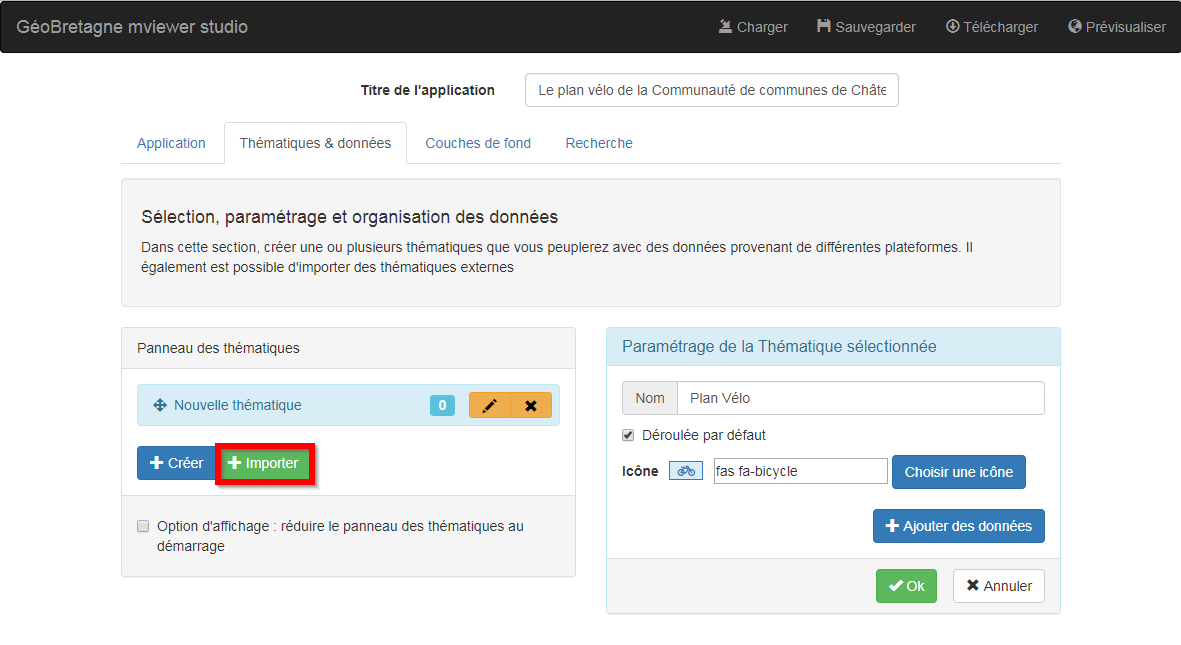 GéoBretagne mviewer studio
Charger
Sauvegarder
Télécharger
Prévisualiser
Titre de l'application
Le plan vélo de la Communauté de communes de Châte
Application
Thématiques & données
Couches de fond
Recherche
Sélection, paramétrage et organisation des données
Dans cette section, créer une ou plusieurs thématiques que vous peuplerez avec des données provenant de différentes plateformes. Il
également est possible d'importer des thématiques externes
Panneau des thématiques
Nouvelle thématique
0
Créer
Importer
Option d'affichage : réduire le panneau des thématiques au
démarrage
Paramétrage de la Thématique sélectionnée
Nom
Plan Vélo
Déroulée par défaut
Icône
fas fa-bicycle
Choisir une icône
Ajouter des données
Ok
Annuler